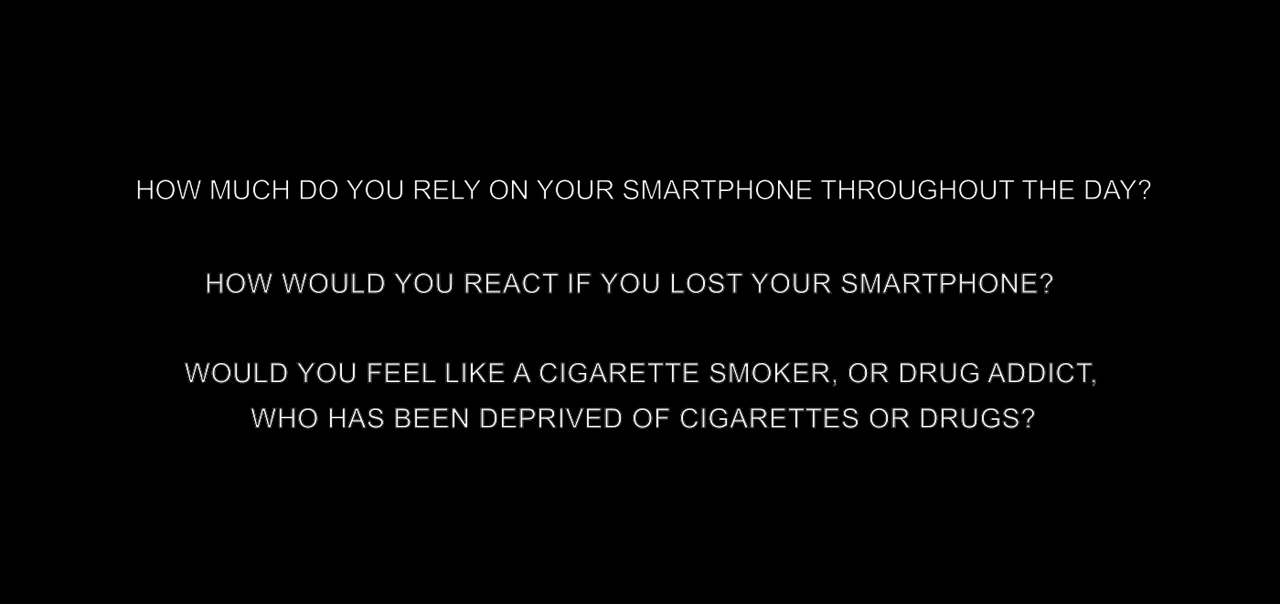 HOW MUCH DO YOU RELY ON YOUR SMARTPHONE THROUGHOUT THE DAY?
HOW WOULD YOU REACT IF YOU LOST YOUR SMARTPHONE?
WOULD YOU FEEL LIKE A CIGARETTE SMOKER, OR DRUG ADDICT,
WHO HAS BEEN DEPRIVED OF CIGARETTES OR DRUGS?